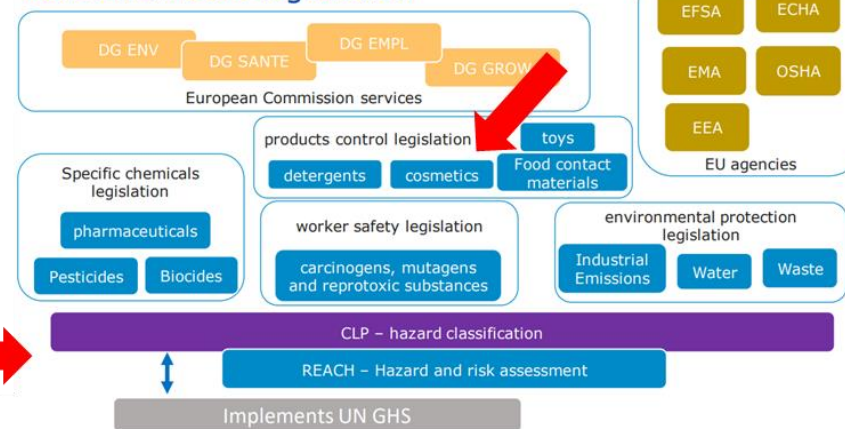 EFSA
ECHA
DG ENV
DG SANTE
DG EMPL
DG GROW
European Commission services
EMA
OSHA
EEA
EU agencies
products control legislation
toys
detergents
cosmetics
Food contact
materials
Specific chemicals
legislation
pharmaceuticals
Pesticides
Biocides
worker safety legislation
carcinogens, mutagens
and reprotoxic substances
environmental protection
legislation
Industrial
Emissions
Water
Waste
CLP – hazard classification
REACH – Hazard and risk assessment
Implements UN GHS